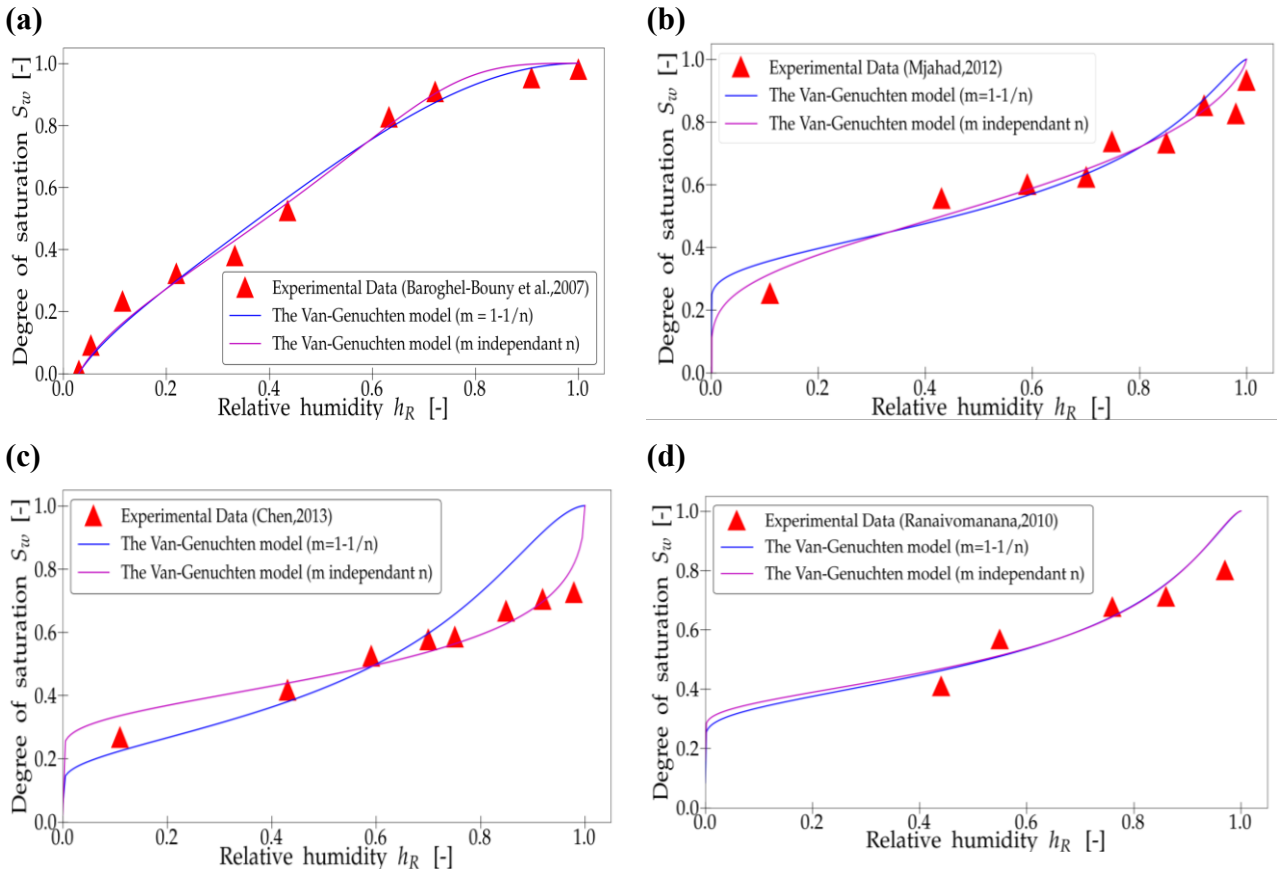 (a)
Degree of saturation S_w [-]
1.0
0.8
0.6
0.4
0.2
0.0
Experimental Data (Baroghel-Bouny et al.,2007)
The Van-Genuchten model (m = 1-1/n)
The Van-Genuchten model (m independant n)
0.0 0.2 0.4 0.6 0.8 1.0
Relative humidity h_R [-]
(b)
Degree of saturation S_w [-]
1.0
0.8
0.6
0.4
0.2
0.0
Experimental Data (Mjahad,2012)
The Van-Genuchten model (m=1-1/n)
The Van-Genuchten model (m independant n)
0.0 0.2 0.4 0.6 0.8 1.0
Relative humidity h_R [-]
(c)
Degree of saturation S_w [-]
1.0
0.8
0.6
0.4
0.2
0.0
Experimental Data (Chen,2013)
The Van-Genuchten model (m=1-1/n)
The Van-Genuchten model (m independant n)
0.0 0.2 0.4 0.6 0.8 1.0
Relative humidity h_R [-]
(d)
Degree of saturation S_w [-]
1.0
0.8
0.6
0.4
0.2
0.0
Experimental Data (Ranaivomanana,2010)
The Van-Genuchten model (m=1-1/n)
The Van-Genuchten model (m independant n)
0.0 0.2 0.4 0.6 0.8 1.0
Relative humidity h_R [-]